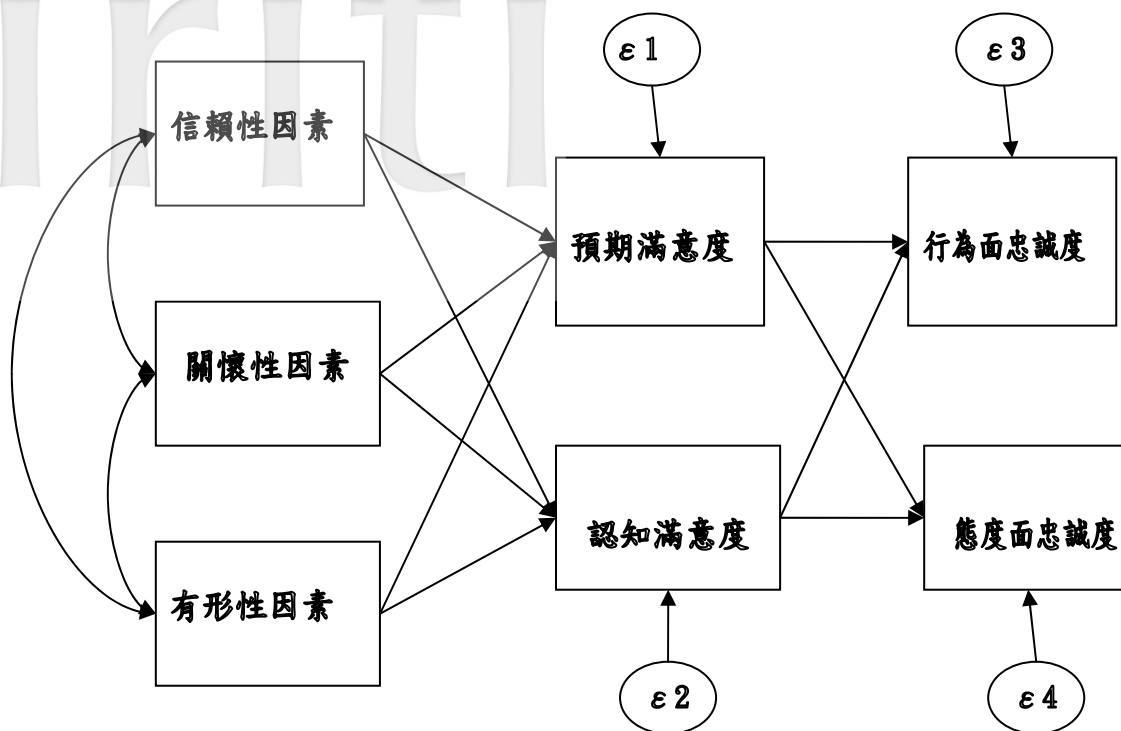 ε1
ε3
信賴性因素
預期滿意度
行為面忠誠度
關懷性因素
認知滿意度
態度面忠誠度
有形性因素
ε2
ε4